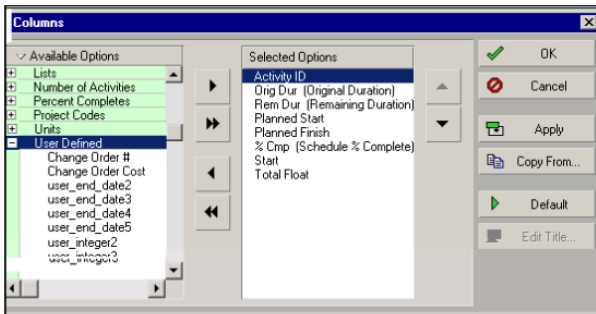 Columns
Available Options
Lists
Number of Activities
Percent Completes
Project Codes
Units
User Defined
Change Order #
Change Order Cost
user_end_date2
user_end_date3
user_end_date4
user_end_date5
user_integer2
user_integer3
Selected Options
Activity ID
Orig Dur (Original Duration)
Rem Dur (Remaining Duration)
Planned Start
Planned Finish
% Cmp (Schedule % Complete)
Start
Total Float
OK
Cancel
Apply
Copy From...
Default
Edit Title...